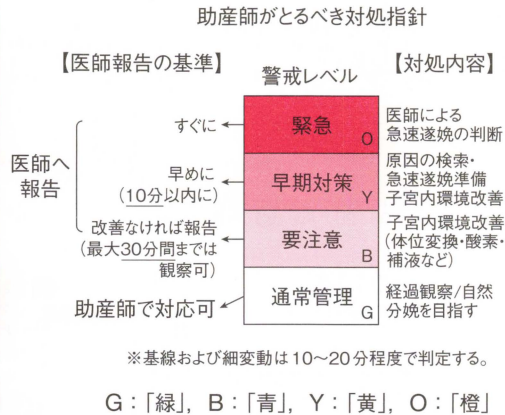 助産師がとるべき対処指針
【医師報告の基準】
警戒レベル
【対処内容】
医師へ
報告
すぐに
緊急
O
医師による
急速遂娩の判断
早めに
(10分以内に)
早期対策
Y
原因の検索・
急速遂娩準備
子宮内環境改善
改善なければ報告
(最大30分間までは
観察可)
要注意
B
子宮内環境改善
(体位変換・酸素・
補液など)
助産師で対応可
通常管理
G
経過観察/自然
分娩を目指す
※基線および細変動は10〜20分程度で判定する。
G:「緑」, B:「青」, Y:「黄」, O:「橙」